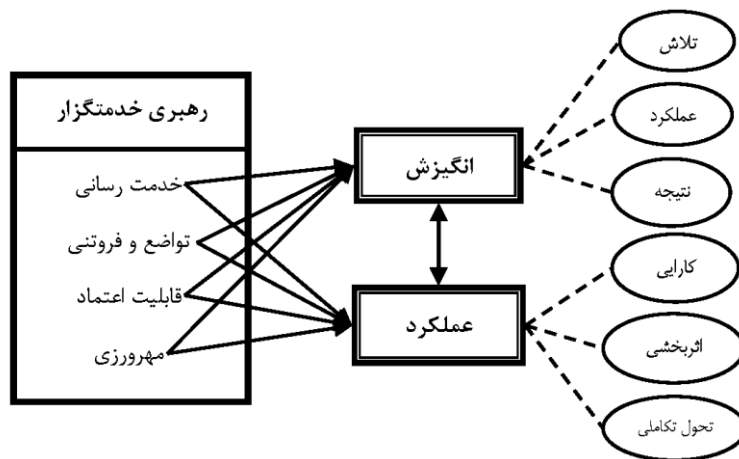 رهبری خدمتگزار
خدمت رسانی
تواضع و فروتنی
قابلیت اعتماد
مهرورزی
انگیزش
عملکرد
تلاش
عملکرد
نتیجه
کارایی
اثربخشی
تحول تکاملی